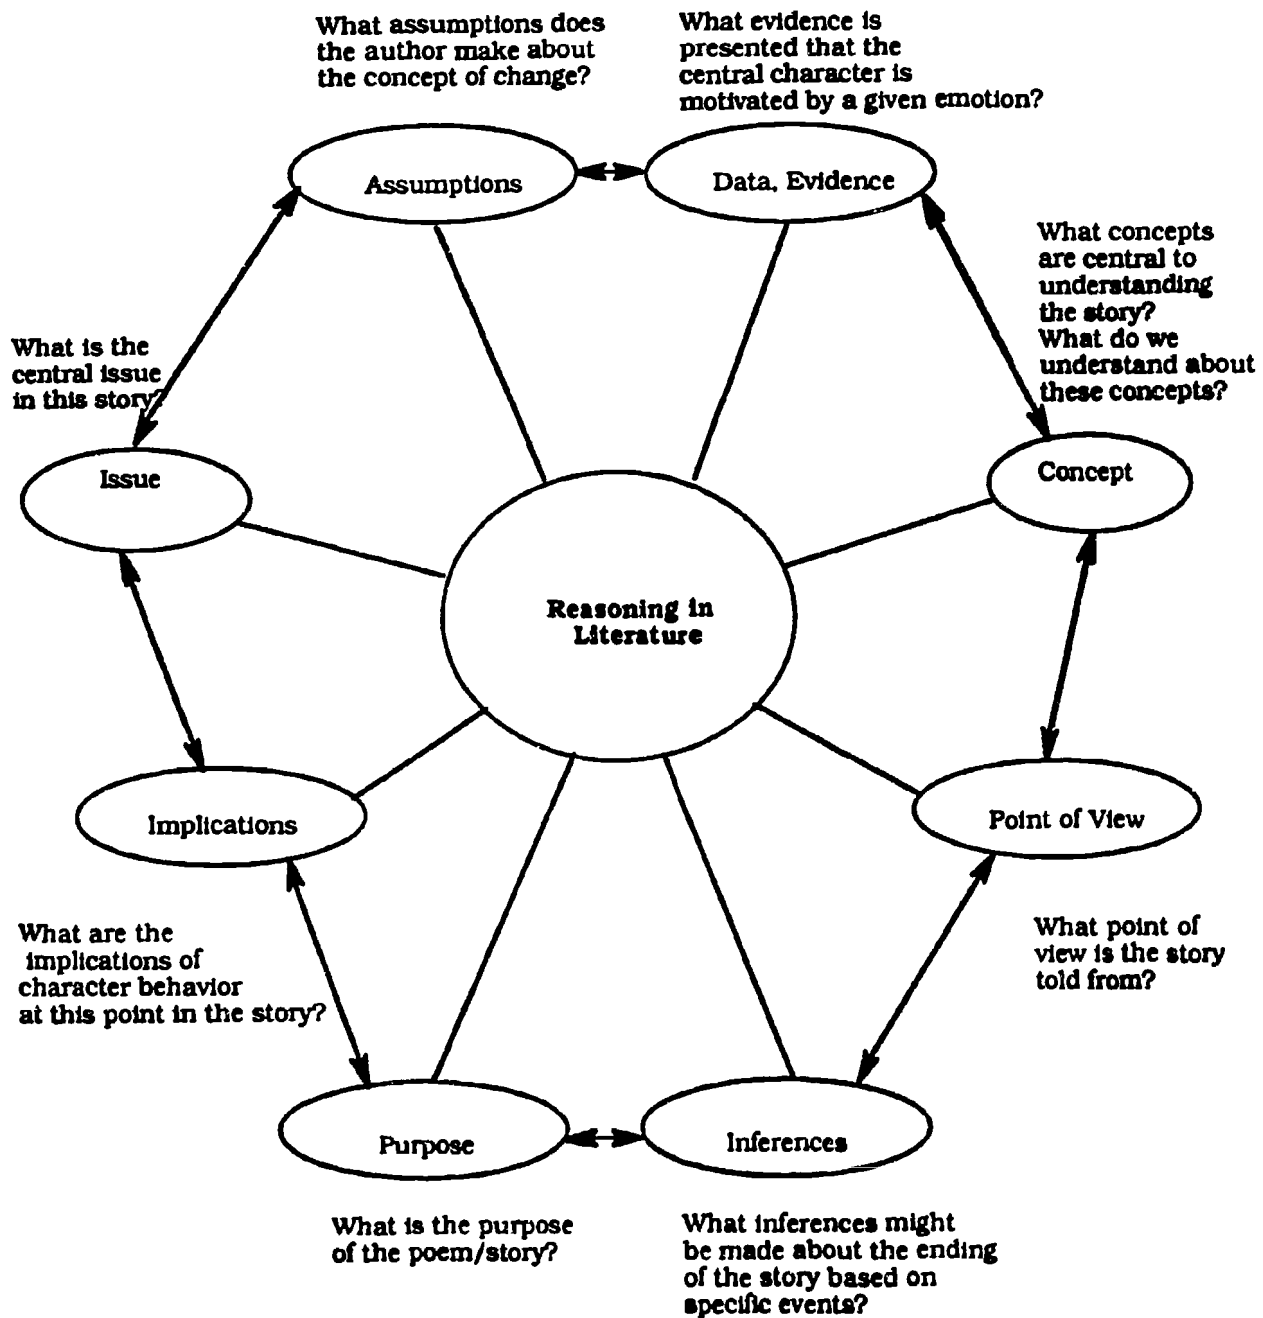 What assumptions does
the author make about
the concept of change?
What evidence is
presented that the
central character is
motivated by a given emotion?
Assumptions
Data, Evidence
What concepts
are central to
understanding
the story?
What do we
understand about
these concepts?
What is the
central issue
in this story?
Issue
Concept
Reasoning in
Literature
Implications
Point of View
What are the
implications of
character behavior
at this point in the story?
What point of
view is the story
told from?
Purpose
Inferences
What is the purpose
of the poem/story?
What inferences might
be made about the ending
of the story based on
specific events?